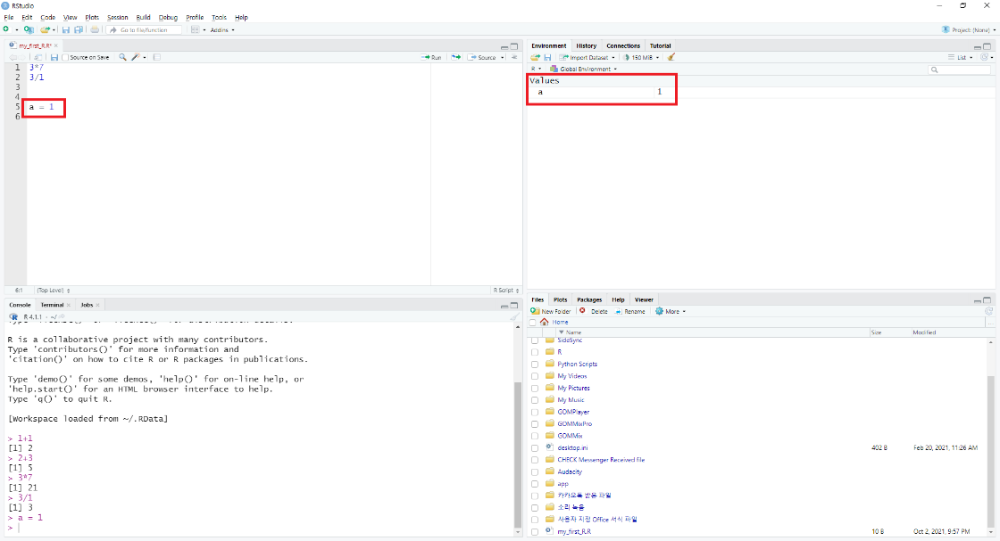 RStudio
File Edit Code View Plots Session Build Debug Profile Tools Help
Go to file/function Addins Project: (None)
my_first_R.R*
Source on Save Run Source
1 3*7
2 3/1
3
4
5 a = 1
6
6:1 (Top Level) R Script
Console Terminal Jobs
R 4.1.1 · ~/
R is a collaborative project with many contributors.
Type 'contributors()' for more information and
'citation()' on how to cite R or R packages in publications.
Type 'demo()' for some demos, 'help()' for on-line help, or
'help.start()' for an HTML browser interface to help.
Type 'q()' to quit R.
[Workspace loaded from ~/.RData]
> 1+1
[1] 2
> 2+3
[1] 5
> 3*7
[1] 21
> 3/1
[1] 3
> a = 1
>
Environment History Connections Tutorial
Import Dataset 150 MiB List
R Global Environment
Values
a 1
Files Plots Packages Help Viewer
New Folder Delete Rename More
Home
Name Size Modified
SideSync
R
Python Scripts
My Videos
My Pictures
My Music
GOMPlayer
GOMMixPro
GOMMix
desktop.ini 402 B Feb 20, 2021, 11:26 AM
CHECK Messenger Received file
Audacity
app
카카오톡 받은 파일
소리 녹음
사용자 지정 Office 서식 파일
my_first_R.R 10 B Oct 2, 2021, 9:57 PM